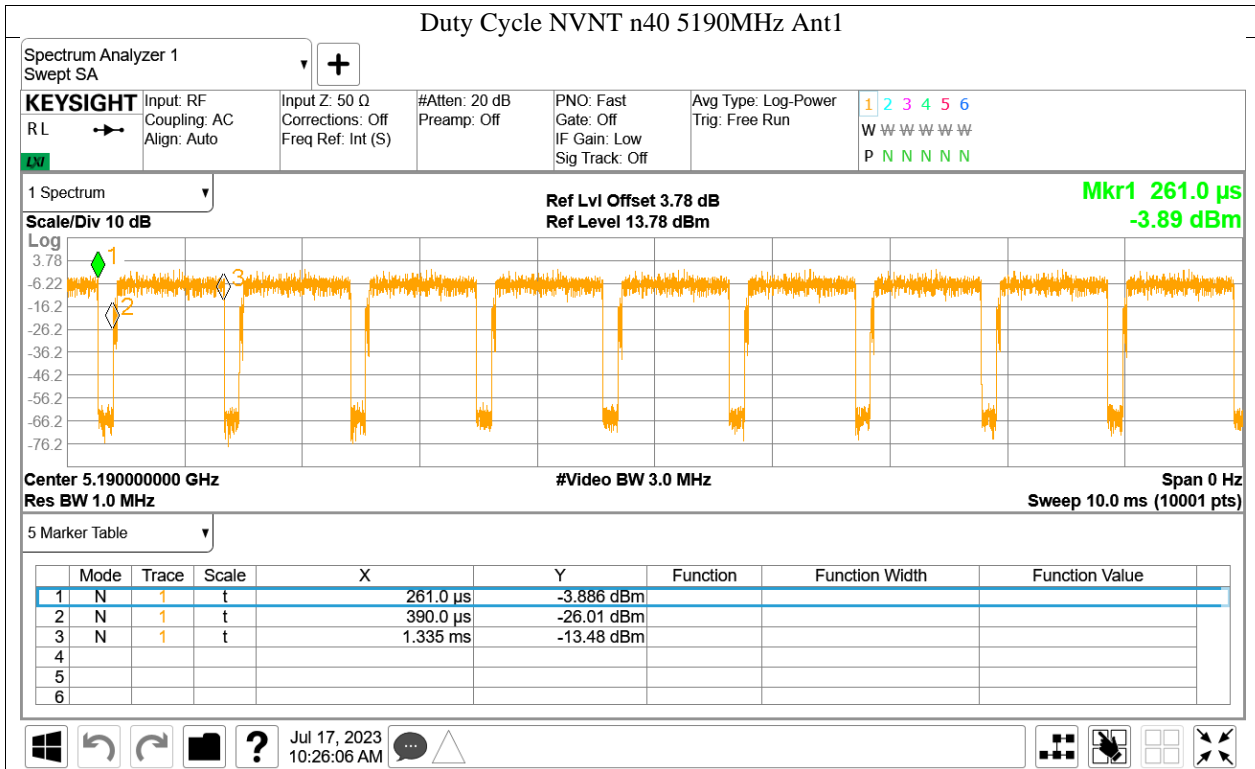 Duty Cycle NVNT n40 5190MHz Ant1
Spectrum Analyzer 1
Swept SA
KEYSIGHT
R L
LXI
Input: RF
Coupling: AC
Align: Auto
Input Z: 50 Ω
Corrections: Off
Freq Ref: Int (S)
#Atten: 20 dB
Preamp: Off
PNO: Fast
Gate: Off
IF Gain: Low
Sig Track: Off
Avg Type: Log-Power
Trig: Free Run
1 2 3 4 5 6
W W W W W W
P N N N N N
1 Spectrum
Scale/Div 10 dB
Ref Lvl Offset 3.78 dB
Ref Level 13.78 dBm
Mkr1 261.0 µs
-3.89 dBm
Log
3.78
-6.22
-16.2
-26.2
-36.2
-46.2
-56.2
-66.2
-76.2
1
2
3
Center 5.190000000 GHz
Res BW 1.0 MHz
#Video BW 3.0 MHz
Span 0 Hz
Sweep 10.0 ms (10001 pts)
5 Marker Table
Mode Trace Scale X Y Function Function Width Function Value
1 N 1 t 261.0 µs -3.886 dBm
2 N 1 t 390.0 µs -26.01 dBm
3 N 1 t 1.335 ms -13.48 dBm
4
5
6
?
Jul 17, 2023
10:26:06 AM